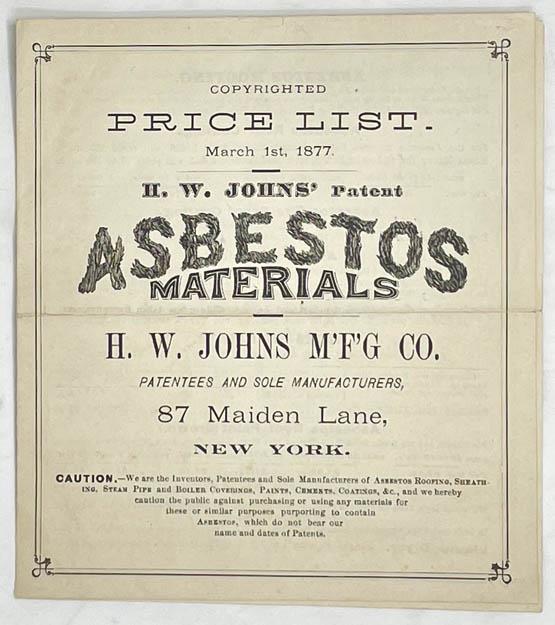 COPYRIGHTED
PRICE LIST.
March 1st, 1877.
H. W. JOHNS' Patent
ASBESTOS
MATERIALS
H. W. JOHNS M'F'G CO.
PATENTEES AND SOLE MANUFACTURERS,
87 Maiden Lane,
NEW YORK.
CAUTION.—We are the Inventors, Patentees and Sole Manufacturers of ASBESTOS ROOFING, SHEATH-
ING, STEAM PIPE and BOILER COVERINGS, PAINTS, CEMENTS, COATINGS, &c., and we hereby
caution the public against purchasing or using any materials for
these or similar purposes purporting to contain
ASBESTOS, which do not bear our
name and dates of Patents.